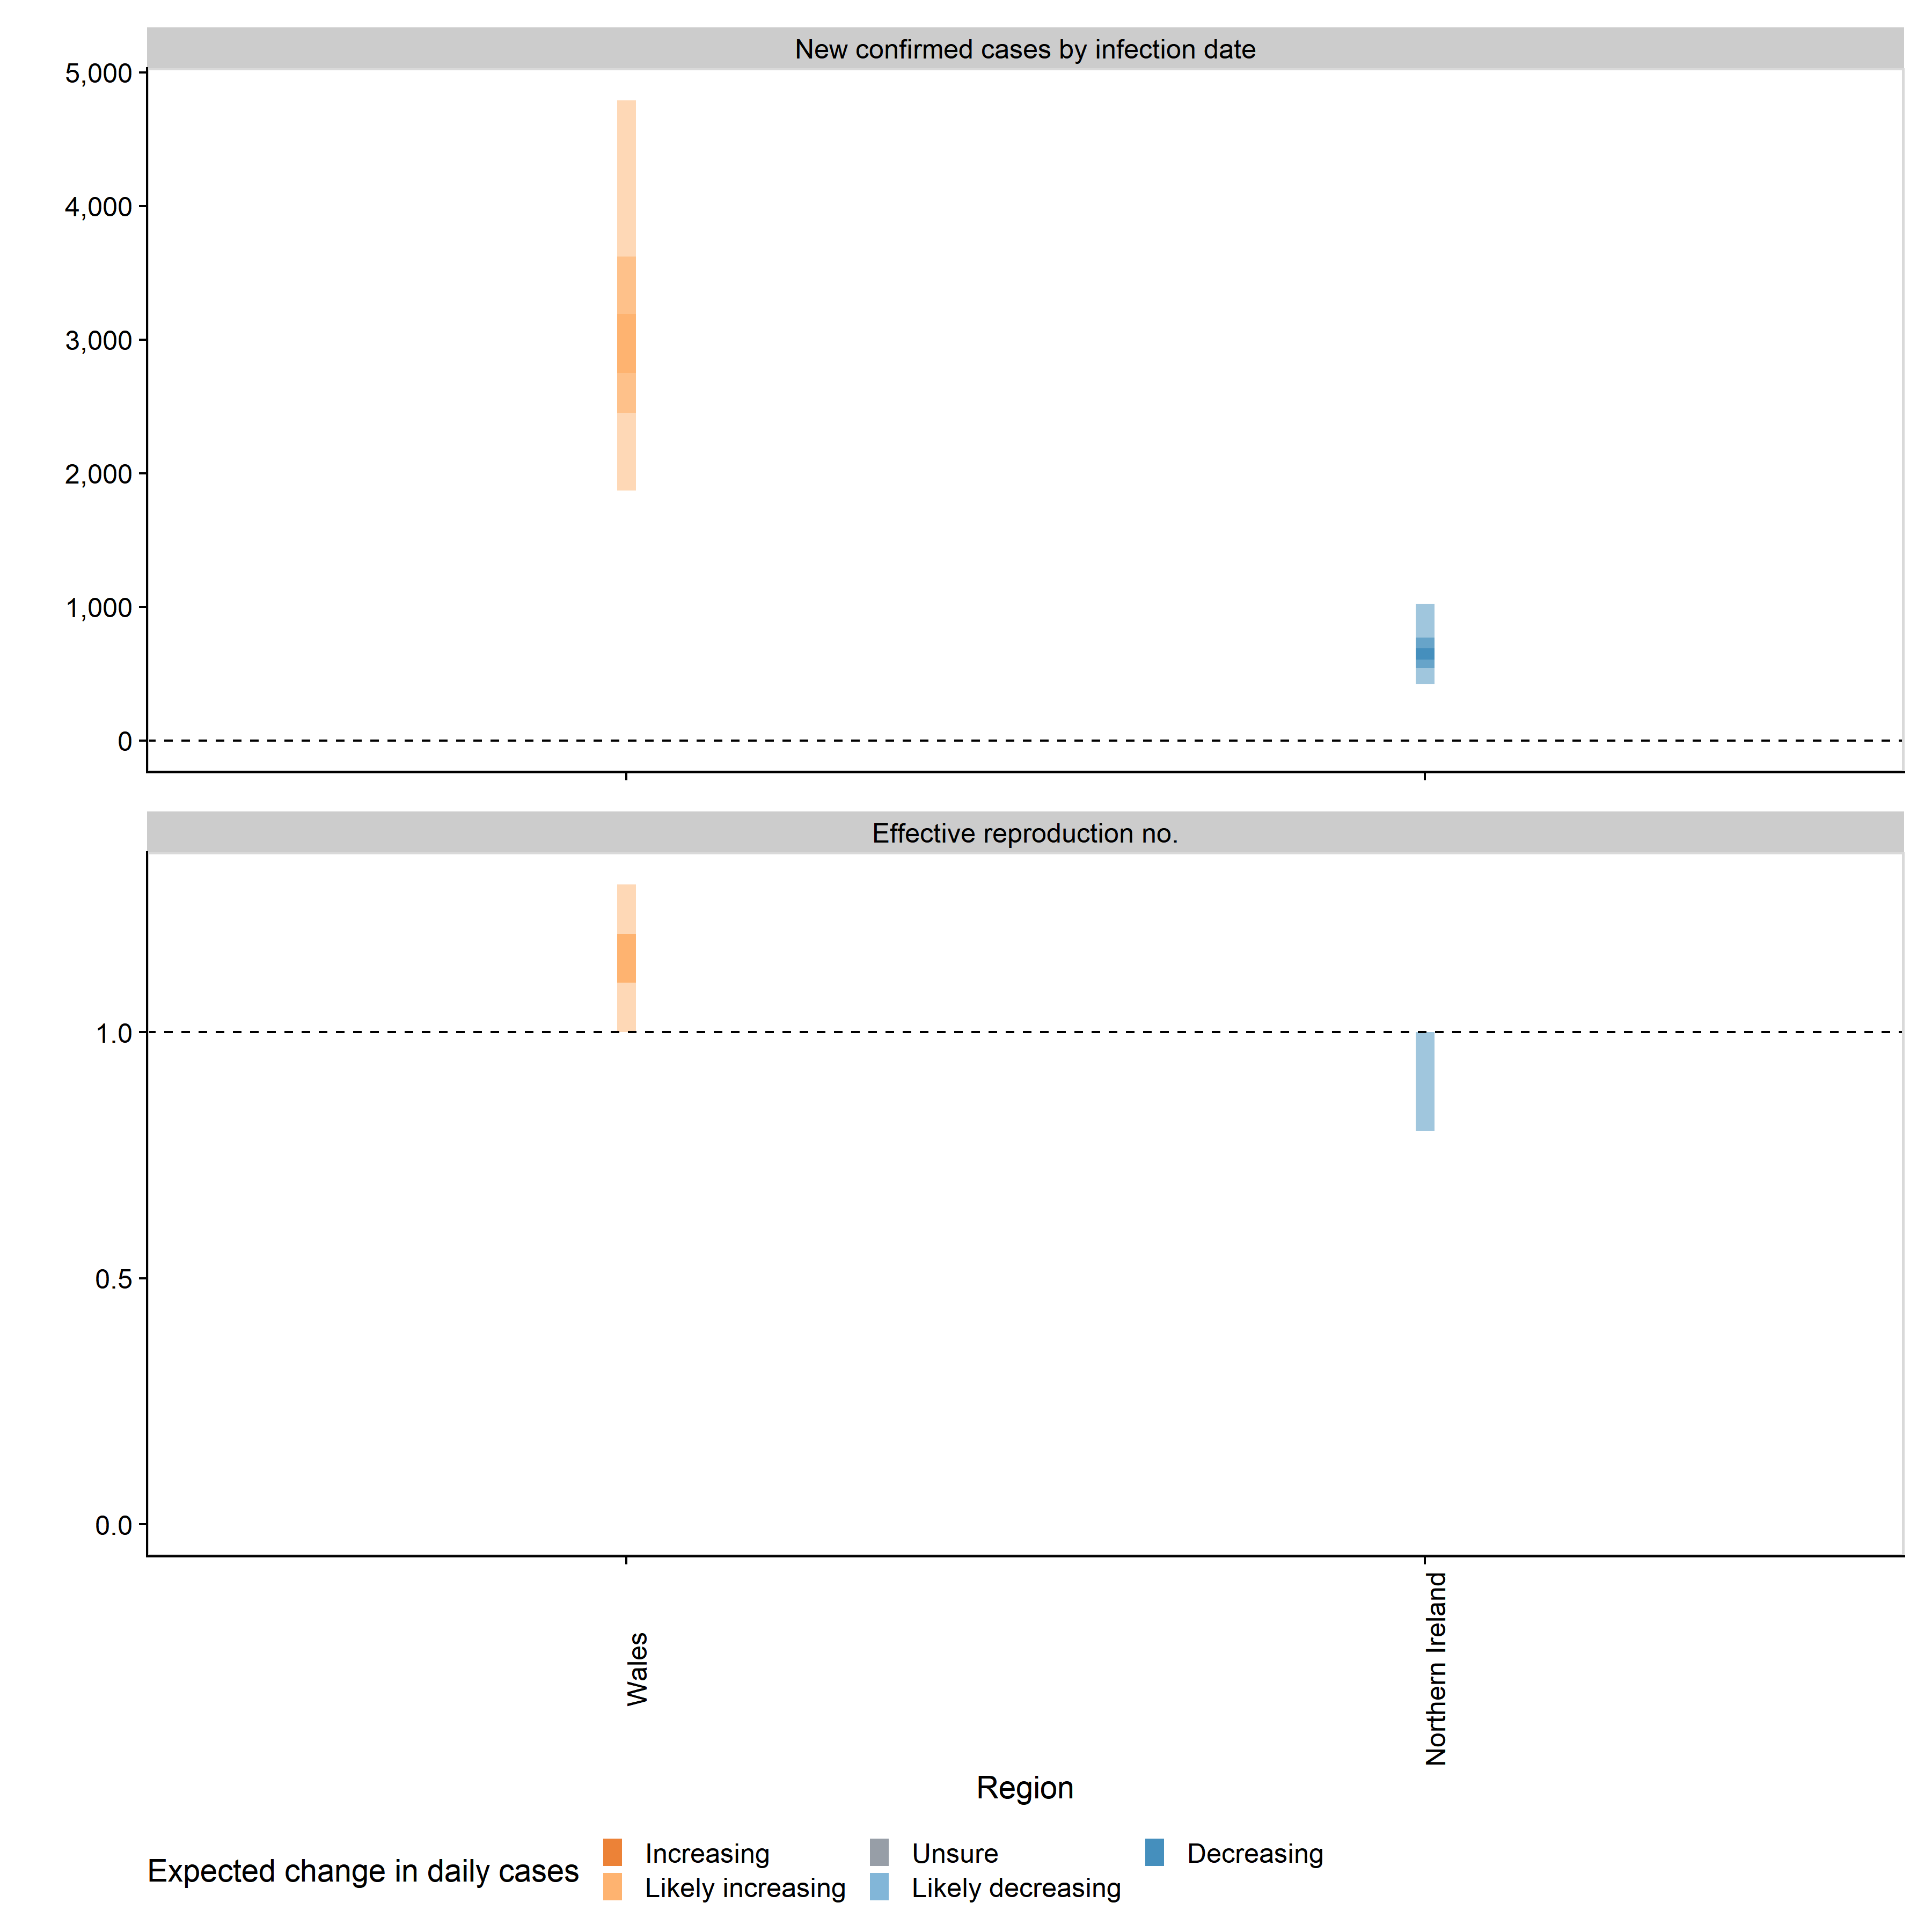 New confirmed cases by infection date
5,000
4,000
3,000
2,000
1,000
0
Effective reproduction no.
1.0
0.5
0.0
Wales
Northern Ireland
Region
Expected change in daily cases
Increasing
Unsure
Decreasing
Likely increasing
Likely decreasing